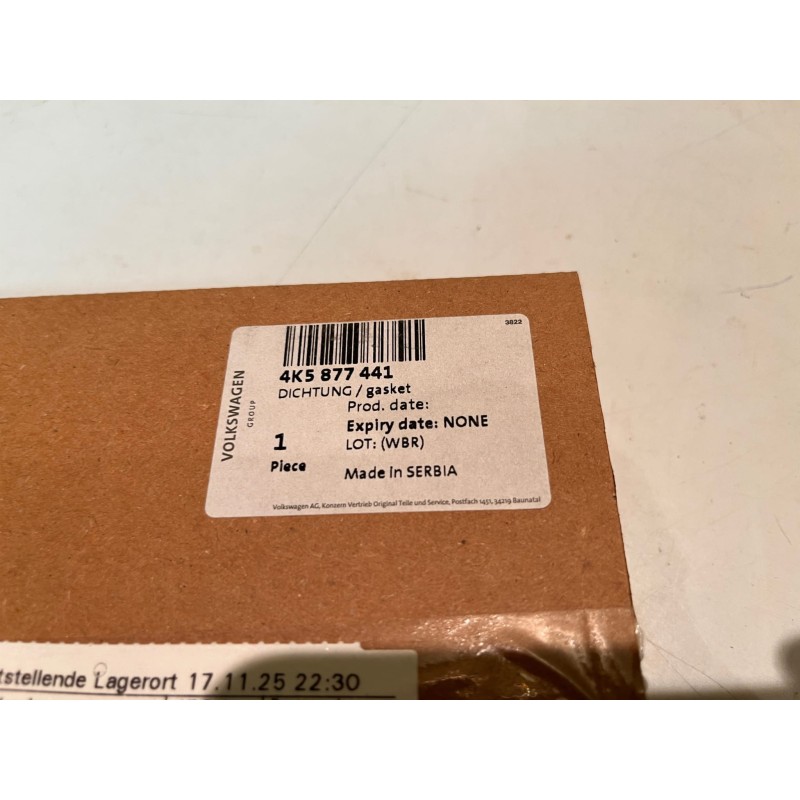 3822
4K5 877 441
DICHTUNG / gasket
Prod. date:
Expiry date: NONE
LOT: (WBR)
1
Piece
Made in SERBIA
VOLKSWAGEN
GROUP
Volkswagen AG, Konzern Vertrieb Original Teile und Service, Postfach 1451, 34219 Baunatal
tstellende Lagerort 17.11.25 22:30